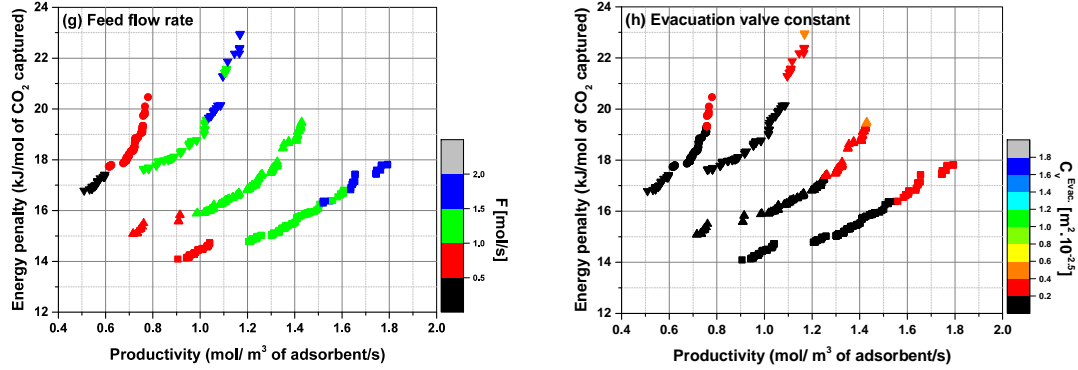 (g) Feed flow rate
24
22
20
18
16
14
12
Energy penalty (kJ/mol of CO2 captured)
0.4 0.6 0.8 1.0 1.2 1.4 1.6 1.8 2.0
Productivity (mol/ m3 of adsorbent/s)
2.0
1.5
1.0
0.5
F [mol/s]
(h) Evacuation valve constant
24
22
20
18
16
14
12
Energy penalty (kJ/mol of CO2 captured)
0.4 0.6 0.8 1.0 1.2 1.4 1.6 1.8 2.0
Productivity (mol/ m3 of adsorbent/s)
1.8
1.6
1.4
1.2
1.0
0.8
0.6
0.4
0.2
Cv Evac. [m2.10-2.5]